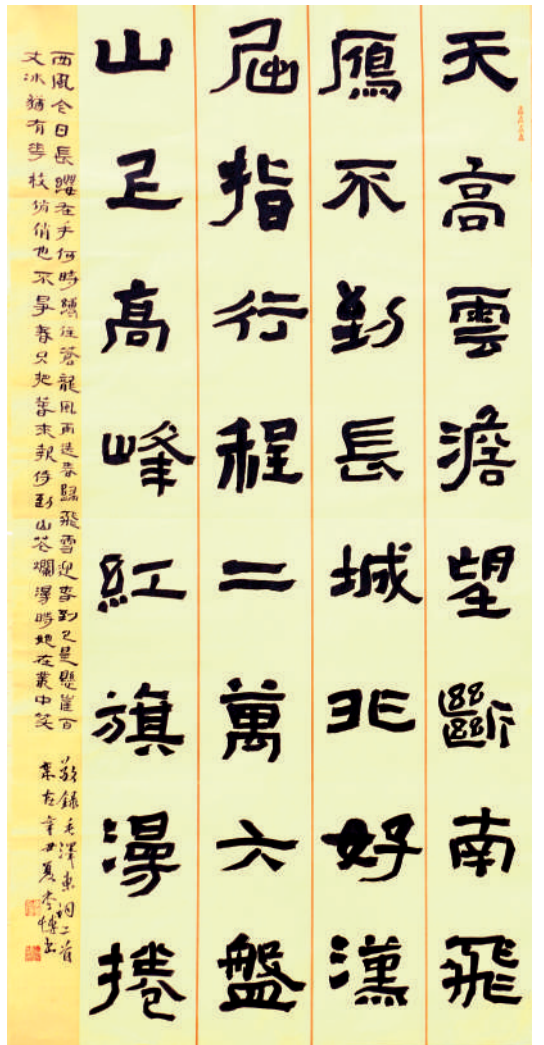 天高雲澹望斷南飛
鴈不到長城非好漢
屈指行程二萬六盤
山上高峰紅旗漫捲
西風今日長纓在手何時縛住蒼龍風雨送春歸飛雪迎春到已是懸崖百
丈冰猶有花枝俏俏也不爭春只把春來報待到山花爛漫時她在叢中笑
敬錄毛澤東詞二首
辛丑夏